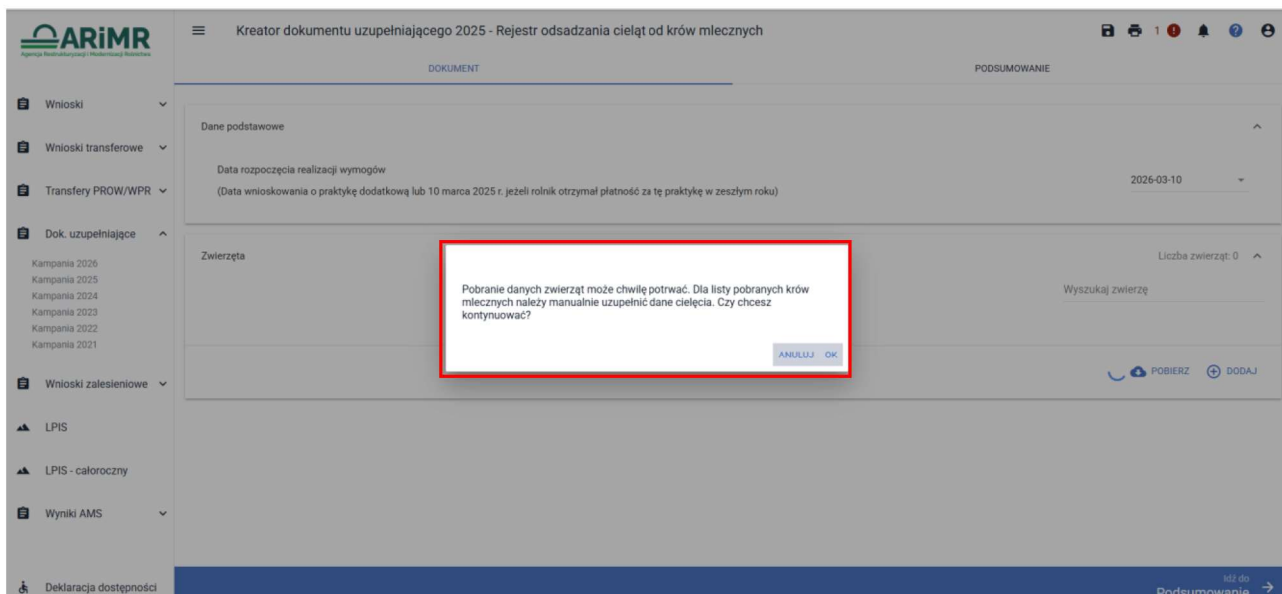 ARiMR
Agencja Restrukturyzacji i Modernizacji Rolnictwa
Kreator dokumentu uzupełniającego 2025 - Rejestr odsadzania cieląt od krów mlecznych
1
DOKUMENT
PODSUMOWANIE
Wnioski
Wnioski transferowe
Transfery PROW/WPR
Dok. uzupełniające
Kampania 2026
Kampania 2025
Kampania 2024
Kampania 2023
Kampania 2022
Kampania 2021
Wnioski zalesieniowe
LPIS
LPIS - całoroczny
Wyniki AMS
Deklaracja dostępności
Dane podstawowe
Data rozpoczęcia realizacji wymogów
(Data wnioskowania o praktykę dodatkową lub 10 marca 2025 r. jeżeli rolnik otrzymał płatność za tę praktykę w zeszłym roku)
2026-03-10
Zwierzęta
Liczba zwierząt: 0
Wyszukaj zwierzę
Pobranie danych zwierząt może chwilę potrwać. Dla listy pobranych krów
mlecznych należy manualnie uzupełnić dane cielęcia. Czy chcesz
kontynuować?
ANULUJ OK
POBIERZ
DODAJ
Idź do
Podsumowanie